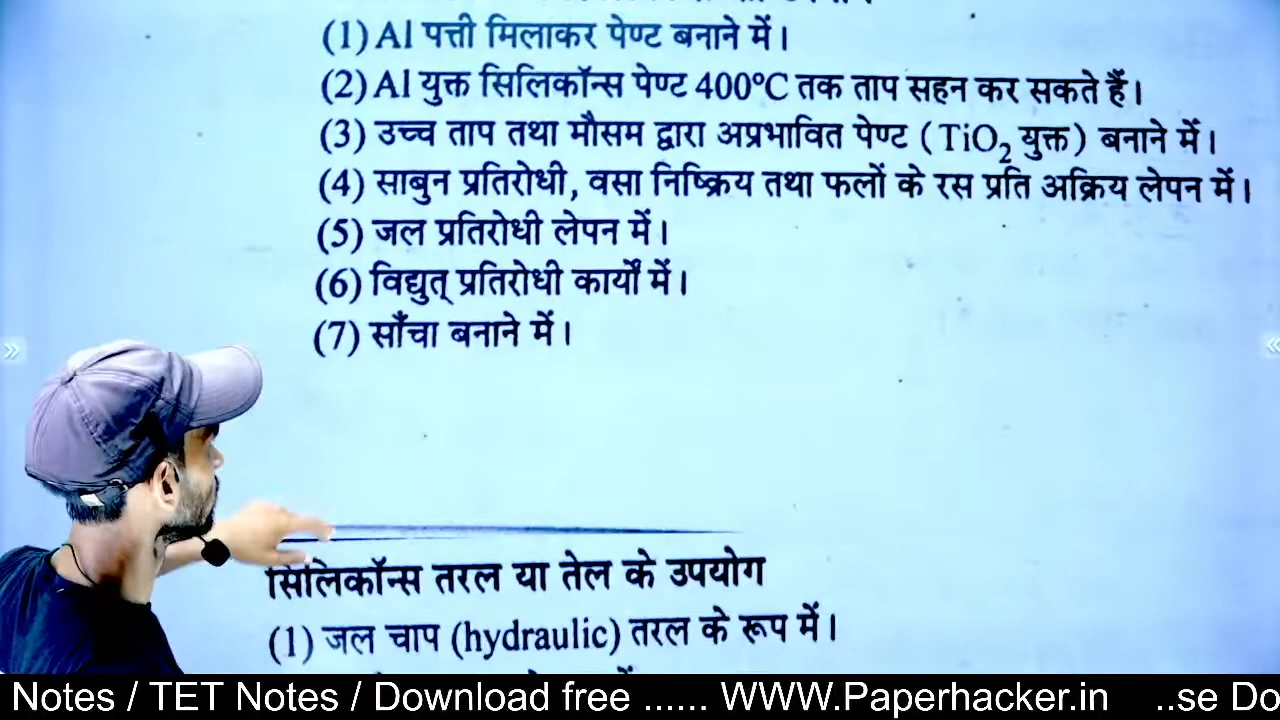 (1) Al पत्ती मिलाकर पेण्ट बनाने में।
(2) Al युक्त सिलिकॉन्स पेण्ट 400°C तक ताप सहन कर सकते हैं।
(3) उच्च ताप तथा मौसम द्वारा अप्रभावित पेण्ट (TiO₂ युक्त) बनाने में।
(4) साबुन प्रतिरोधी, वसा निष्क्रिय तथा फलों के रस प्रति अक्रिय लेपन में।
(5) जल प्रतिरोधी लेपन में।
(6) विद्युत् प्रतिरोधी कार्यों में।
(7) साँचा बनाने में।
सिलिकॉन्स तरल या तेल के उपयोग
(1) जल चाप (hydraulic) तरल के रूप में।
Notes / TET Notes / Download free ...... WWW.Paperhacker.in ..se Do